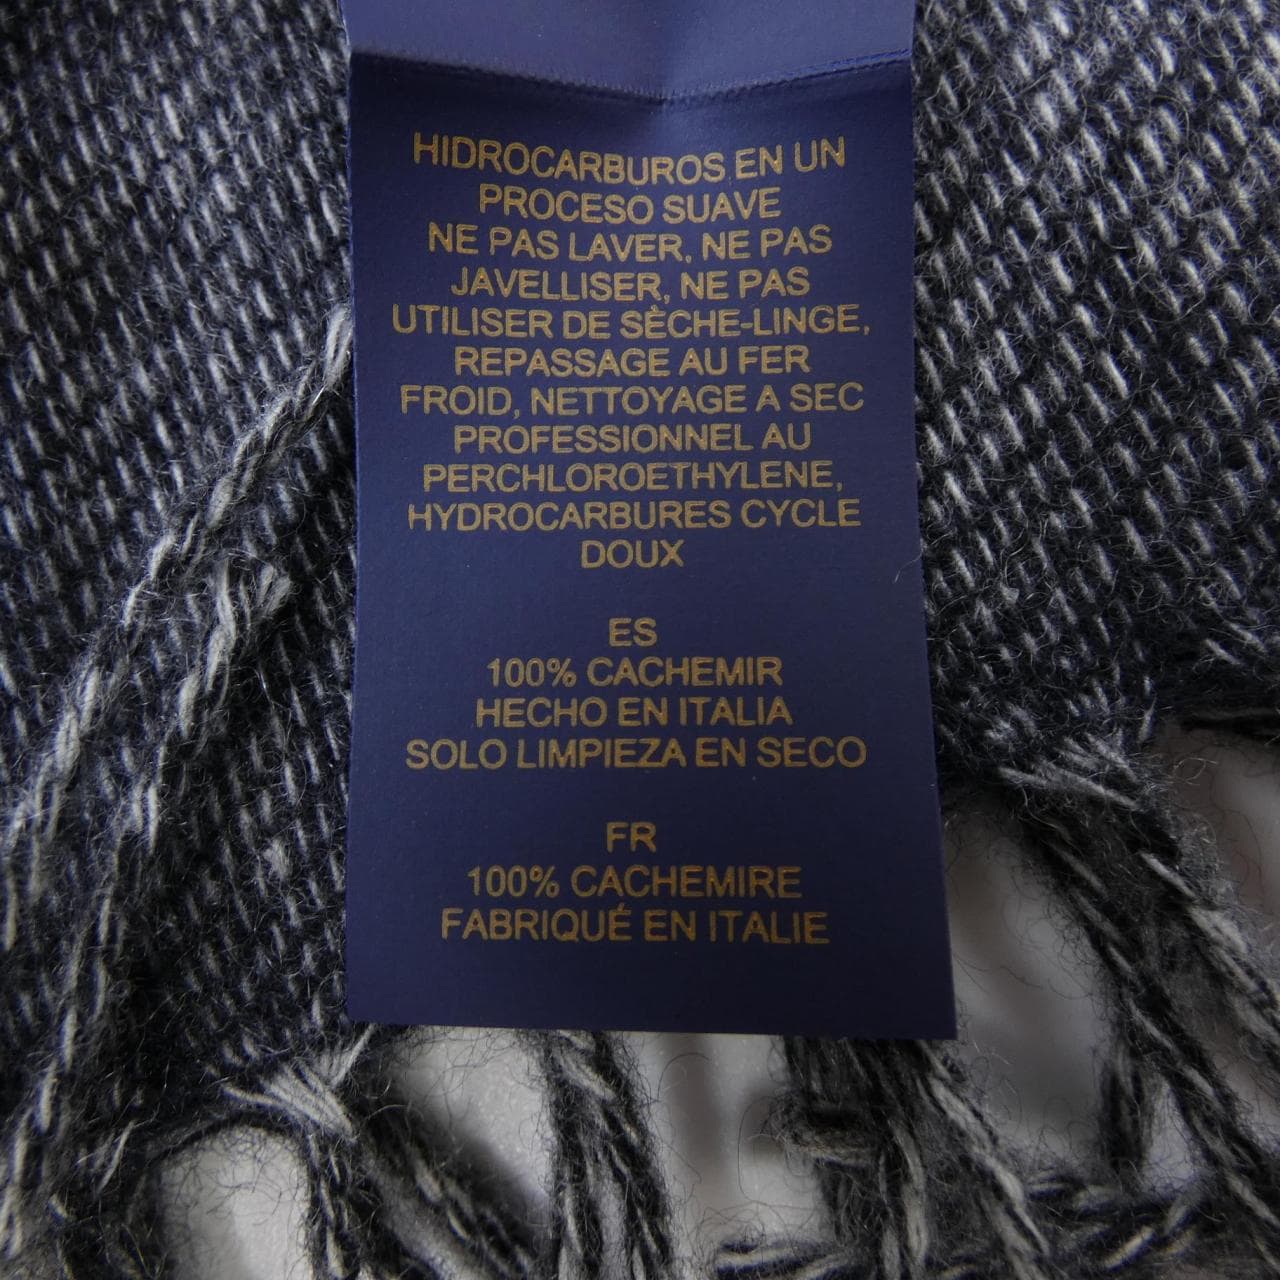 HIDROCARBUROS EN UN
PROCESO SUAVE
NE PAS LAVER, NE PAS
JAVELLISER, NE PAS
UTILISER DE SÈCHE-LINGE,
REPASSAGE AU FER
FROID, NETTOYAGE A SEC
PROFESSIONNEL AU
PERCHLOROETHYLENE,
HYDROCARBURES CYCLE
DOUX
ES
100% CACHEMIR
HECHO EN ITALIA
SOLO LIMPIEZA EN SECO
FR
100% CACHEMIRE
FABRIQUÉ EN ITALIE